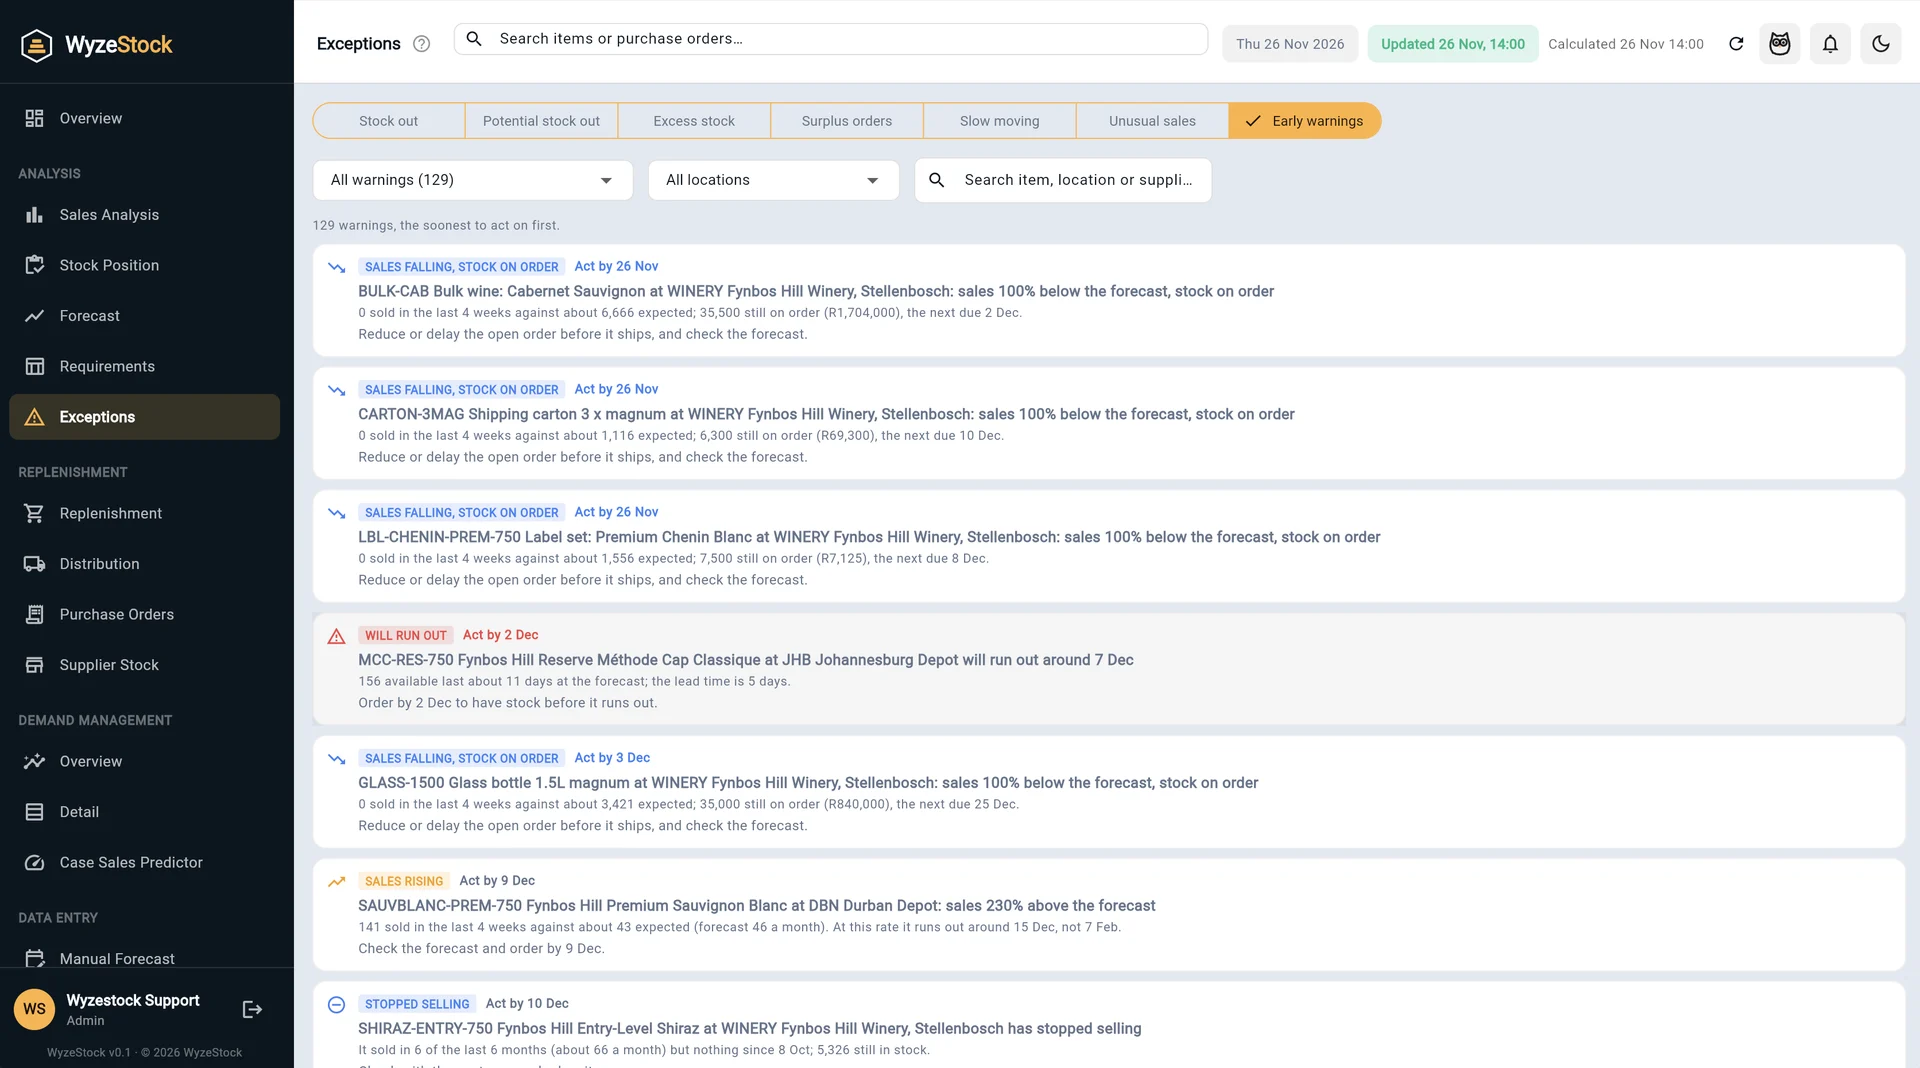 WyzeStock
Exceptions
Search items or purchase orders...
Thu 26 Nov 2026
Updated 26 Nov, 14:00
Calculated 26 Nov 14:00
Overview
ANALYSIS
Sales Analysis
Stock Position
Forecast
Requirements
Exceptions
REPLENISHMENT
Replenishment
Distribution
Purchase Orders
Supplier Stock
DEMAND MANAGEMENT
Overview
Detail
Case Sales Predictor
DATA ENTRY
Manual Forecast
WS
Wyzestock Support
Admin
WyzeStock v0.1 · © 2026 WyzeStock
Stock out
Potential stock out
Excess stock
Surplus orders
Slow moving
Unusual sales
Early warnings
All warnings (129)
All locations
Search item, location or suppli...
129 warnings, the soonest to act on first.
SALES FALLING, STOCK ON ORDER Act by 26 Nov
BULK-CAB Bulk wine: Cabernet Sauvignon at WINERY Fynbos Hill Winery, Stellenbosch: sales 100% below the forecast, stock on order
0 sold in the last 4 weeks against about 6,666 expected; 35,500 still on order (R1,704,000), the next due 2 Dec.
Reduce or delay the open order before it ships, and check the forecast.
SALES FALLING, STOCK ON ORDER Act by 26 Nov
CARTON-3MAG Shipping carton 3 x magnum at WINERY Fynbos Hill Winery, Stellenbosch: sales 100% below the forecast, stock on order
0 sold in the last 4 weeks against about 1,116 expected; 6,300 still on order (R69,300), the next due 10 Dec.
Reduce or delay the open order before it ships, and check the forecast.
SALES FALLING, STOCK ON ORDER Act by 26 Nov
LBL-CHENIN-PREM-750 Label set: Premium Chenin Blanc at WINERY Fynbos Hill Winery, Stellenbosch: sales 100% below the forecast, stock on order
0 sold in the last 4 weeks against about 1,556 expected; 7,500 still on order (R7,125), the next due 8 Dec.
Reduce or delay the open order before it ships, and check the forecast.
WILL RUN OUT Act by 2 Dec
MCC-RES-750 Fynbos Hill Reserve Méthode Cap Classique at JHB Johannesburg Depot will run out around 7 Dec
156 available last about 11 days at the forecast; the lead time is 5 days.
Order by 2 Dec to have stock before it runs out.
SALES FALLING, STOCK ON ORDER Act by 3 Dec
GLASS-1500 Glass bottle 1.5L magnum at WINERY Fynbos Hill Winery, Stellenbosch: sales 100% below the forecast, stock on order
0 sold in the last 4 weeks against about 3,421 expected; 35,000 still on order (R840,000), the next due 25 Dec.
Reduce or delay the open order before it ships, and check the forecast.
SALES RISING Act by 9 Dec
SAUVBLANC-PREM-750 Fynbos Hill Premium Sauvignon Blanc at DBN Durban Depot: sales 230% above the forecast
141 sold in the last 4 weeks against about 43 expected (forecast 46 a month). At this rate it runs out around 15 Dec, not 7 Feb.
Check the forecast and order by 9 Dec.
STOPPED SELLING Act by 10 Dec
SHIRAZ-ENTRY-750 Fynbos Hill Entry-Level Shiraz at WINERY Fynbos Hill Winery, Stellenbosch has stopped selling
It sold in 6 of the last 6 months (about 66 a month) but nothing since 8 Oct; 5,326 still in stock.